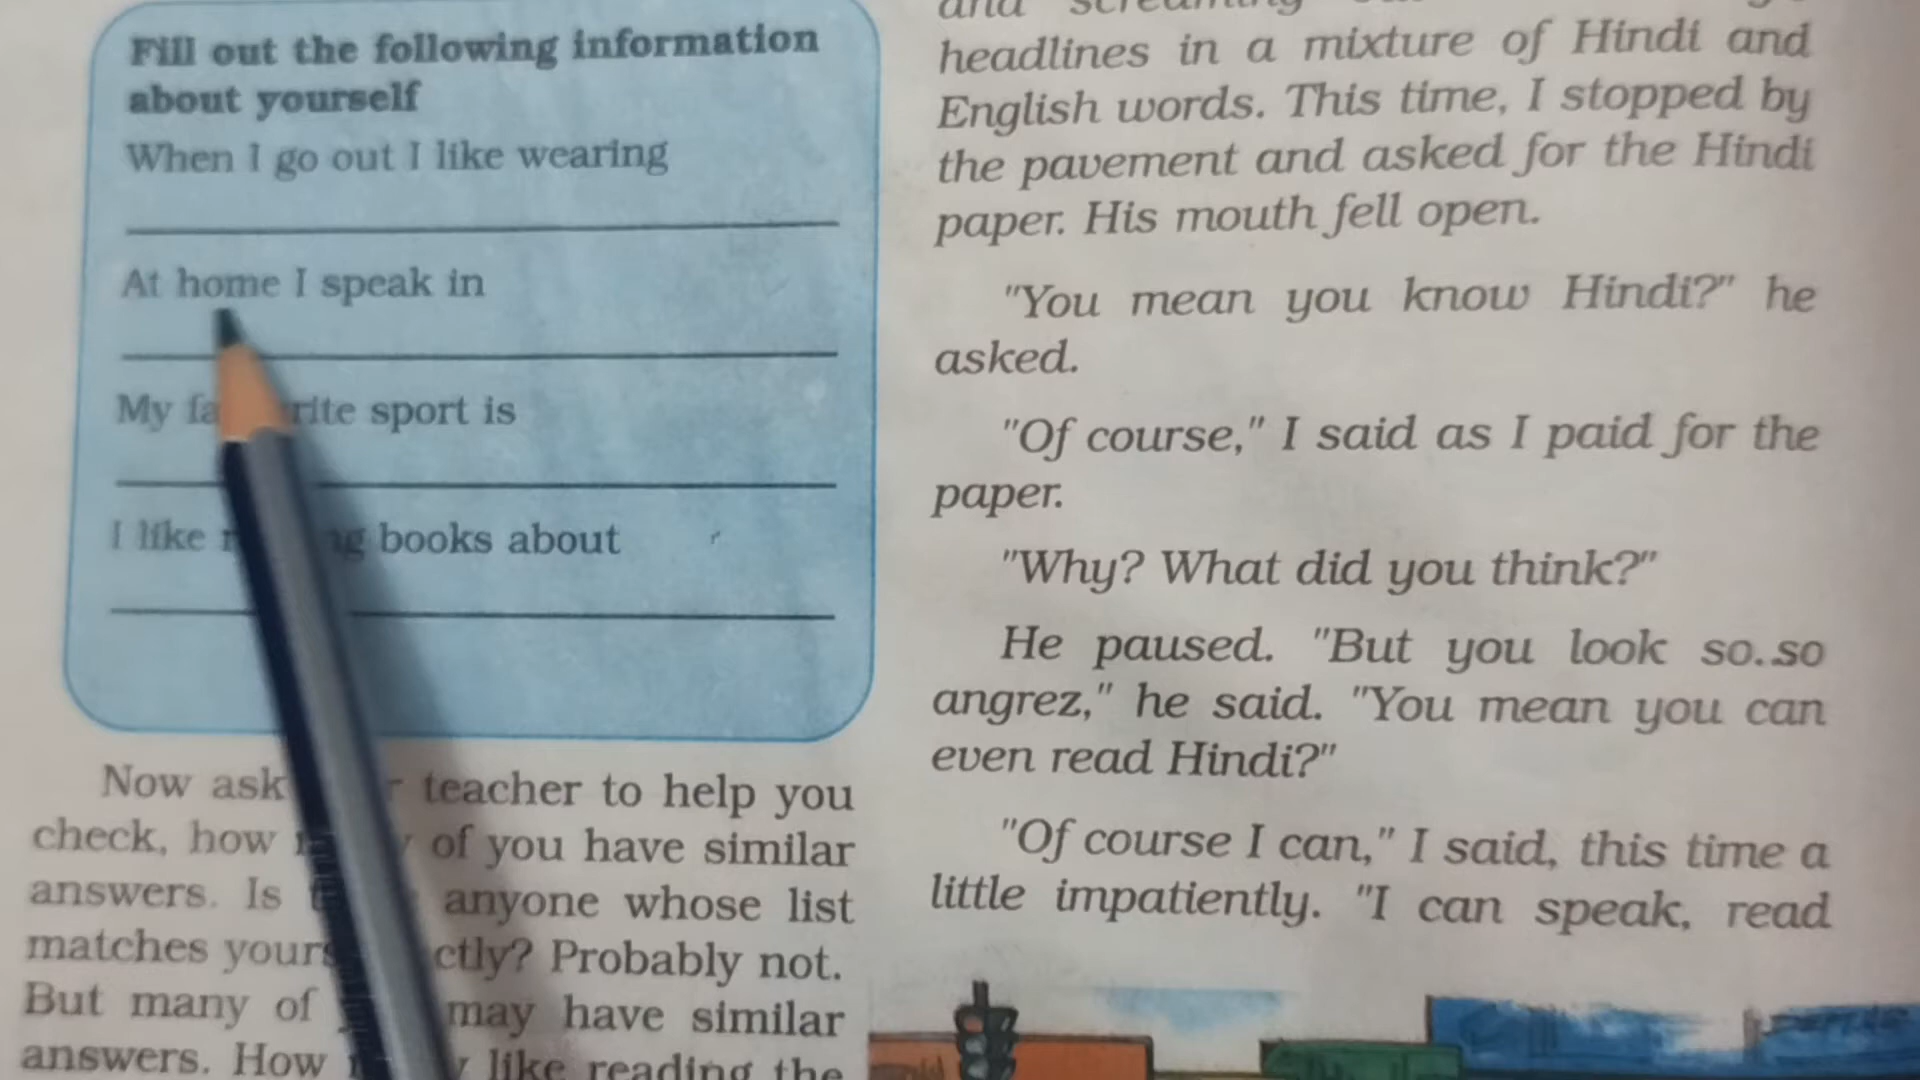 Fill out the following information
about yourself
When I go out I like wearing
At home I speak in
My rite sport is
I like books about
Now ask teacher to help you
check, how of you have similar
answers. Is anyone whose list
matches yours Probably not.
But many of may have similar
answers. How like reading the
and screaming
headlines in a mixture of Hindi and
English words. This time, I stopped by
the pavement and asked for the Hindi
paper. His mouth fell open.
"You mean you know Hindi?" he
asked.
"Of course," I said as I paid for the
paper.
"Why? What did you think?"
He paused. "But you look so..so
angrez," he said. "You mean you can
even read Hindi?"
"Of course I can," I said, this time a
little impatiently. "I can speak, read